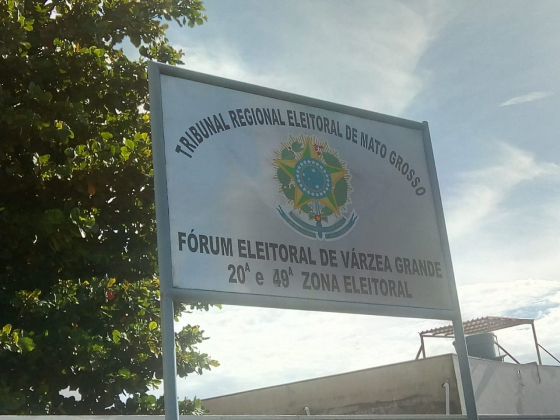 TRIBUNAL REGIONAL ELEITORAL DE MATO GROSSO
FÓRUM ELEITORAL DE VÁRZEA GRANDE
20ª e 49ª ZONA ELEITORAL